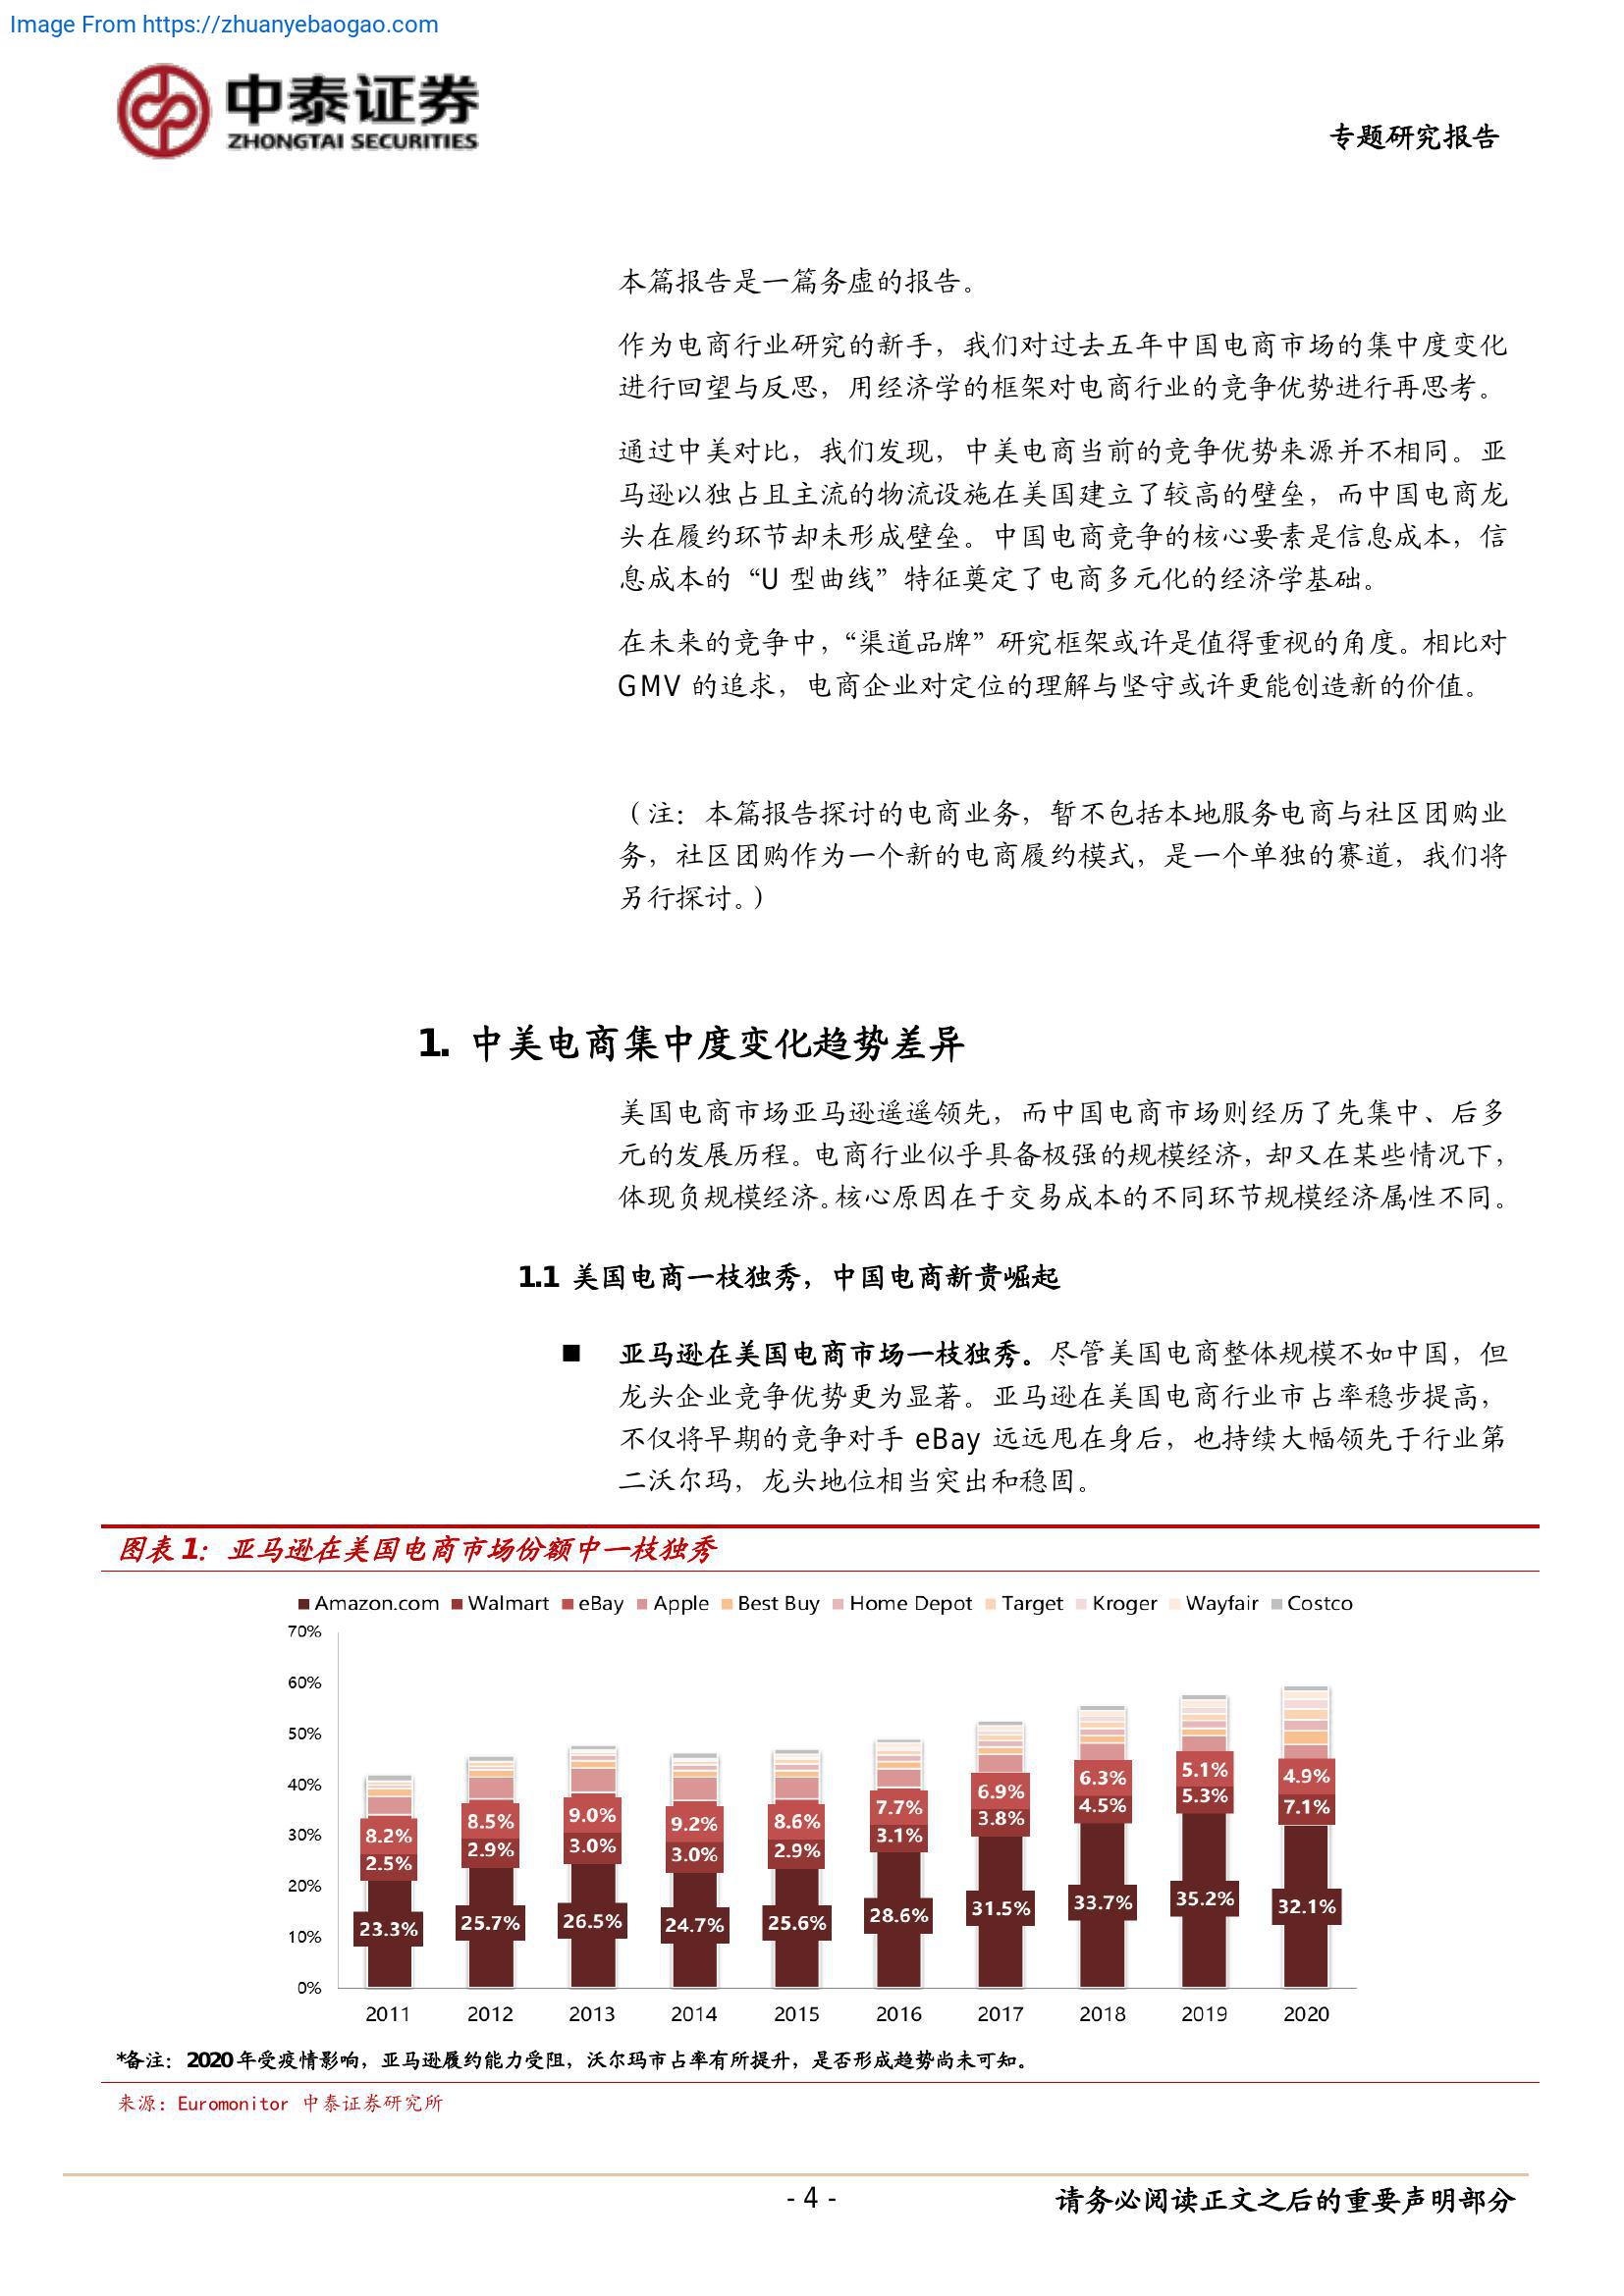 Image From https://zhuanyebaogao.com
中泰证券
ZHONGTAI SECURITIES
专题研究报告
本篇报告是一篇务虚的报告。
作为电商行业研究的新手，我们对过去五年中国电商市场的集中度变化
进行回望与反思，用经济学的框架对电商行业的竞争优势进行再思考。
通过中美对比，我们发现，中美电商当前的竞争优势来源并不相同。亚
马逊以独占且主流的物流设施在美国建立了较高的壁垒，而中国电商龙
头在履约环节却未形成壁垒。中国电商竞争的核心要素是信息成本，信
息成本的“U 型曲线”特征奠定了电商多元化的经济学基础。
在未来的竞争中，“渠道品牌”研究框架或许是值得重视的角度。相比对
GMV 的追求，电商企业对定位的理解与坚守或许更能创造新的价值。
（注：本篇报告探讨的电商业务，暂不包括本地服务电商与社区团购业
务，社区团购作为一个新的电商履约模式，是一个单独的赛道，我们将
另行探讨。）
1. 中美电商集中度变化趋势差异
美国电商市场亚马逊遥遥领先，而中国电商市场则经历了先集中、后多
元的发展历程。电商行业似乎具备极强的规模经济，却又在某些情况下，
体现负规模经济。核心原因在于交易成本的不同环节规模经济属性不同。
1.1 美国电商一枝独秀，中国电商新贵崛起
■ 亚马逊在美国电商市场一枝独秀。尽管美国电商整体规模不如中国，但
龙头企业竞争优势更为显著。亚马逊在美国电商行业市占率稳步提高，
不仅将早期的竞争对手 eBay 远远甩在身后，也持续大幅领先于行业第
二沃尔玛，龙头地位相当突出和稳固。
图表 1：亚马逊在美国电商市场份额中一枝独秀
Amazon.com Walmart eBay Apple Best Buy Home Depot Target Kroger Wayfair Costco
70%
60%
50%
40%
30%
20%
10%
0%
8.2% 8.5% 9.0% 9.2% 8.6% 7.7% 6.9% 6.3% 5.1% 4.9%
2.5% 2.9% 3.0% 3.0% 2.9% 3.1% 3.8% 4.5% 5.3% 7.1%
23.3% 25.7% 26.5% 24.7% 25.6% 28.6% 31.5% 33.7% 35.2% 32.1%
2011 2012 2013 2014 2015 2016 2017 2018 2019 2020
*备注：2020 年受疫情影响，亚马逊履约能力受阻，沃尔玛市占率有所提升，是否形成趋势尚未可知。
来源：Euromonitor 中泰证券研究所
- 4 -
请务必阅读正文之后的重要声明部分